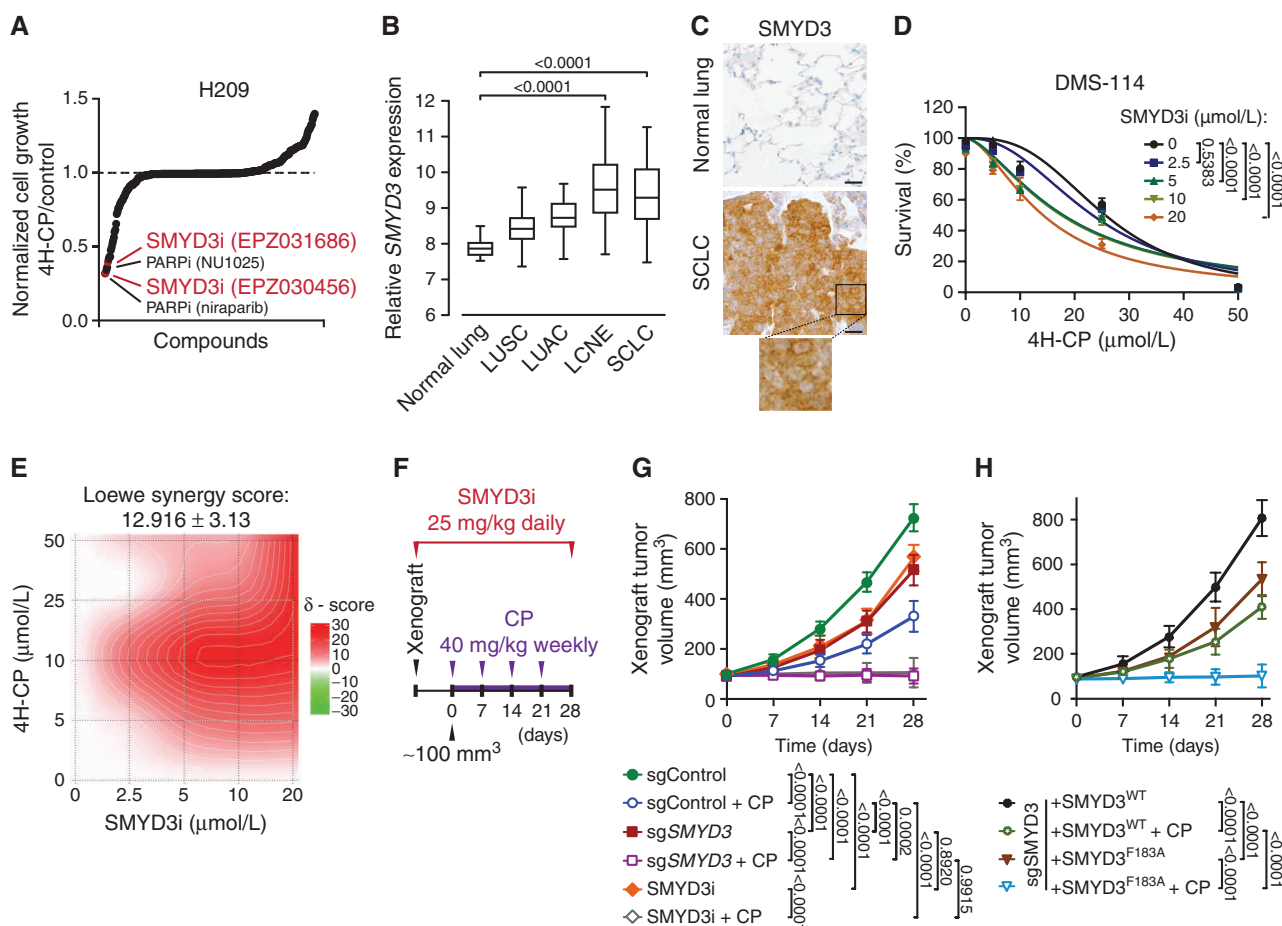 A
H209
Normalized cell growth
4H-CP/control
1.5
1.0
0.5
0.0
SMYD3i (EPZ031686)
PARPi (NU1025)
SMYD3i (EPZ030456)
PARPi (niraparib)
Compounds
B
<0.0001
<0.0001
Relative SMYD3 expression
12
11
10
9
8
7
6
Normal lung
LUSC
LUAC
LCNE
SCLC
C
SMYD3
Normal lung
SCLC
D
DMS-114
Survival (%)
120
100
80
60
40
20
0
SMYD3i (μmol/L):
0
2.5
5
10
20
0.5383
<0.0001
<0.0001
<0.0001
0 10 20 30 40 50
4H-CP (μmol/L)
E
Loewe synergy score:
12.916 ± 3.13
4H-CP (μmol/L)
50
25
10
5
0
0 2.5 5 10 20
SMYD3i (μmol/L)
δ - score
30
20
10
0
−10
−20
−30
F
SMYD3i
25 mg/kg daily
Xenograft
CP
40 mg/kg weekly
0 7 14 21 28
(days)
~100 mm3
G
Xenograft tumor
volume (mm3)
800
600
400
200
0
0 7 14 21 28
Time (days)
sgControl
sgControl + CP
sgSMYD3
sgSMYD3 + CP
SMYD3i
SMYD3i + CP
<0.0001
<0.0001
<0.0001
<0.0001
<0.0001
<0.0001
0.0002
<0.0001
0.8920
0.9915
H
Xenograft tumor
volume (mm3)
800
600
400
200
0
0 7 14 21 28
Time (days)
sgSMYD3
+SMYD3WT
+SMYD3WT + CP
+SMYD3F183A
+SMYD3F183A + CP
<0.0001
<0.0001
<0.0001
<0.0001